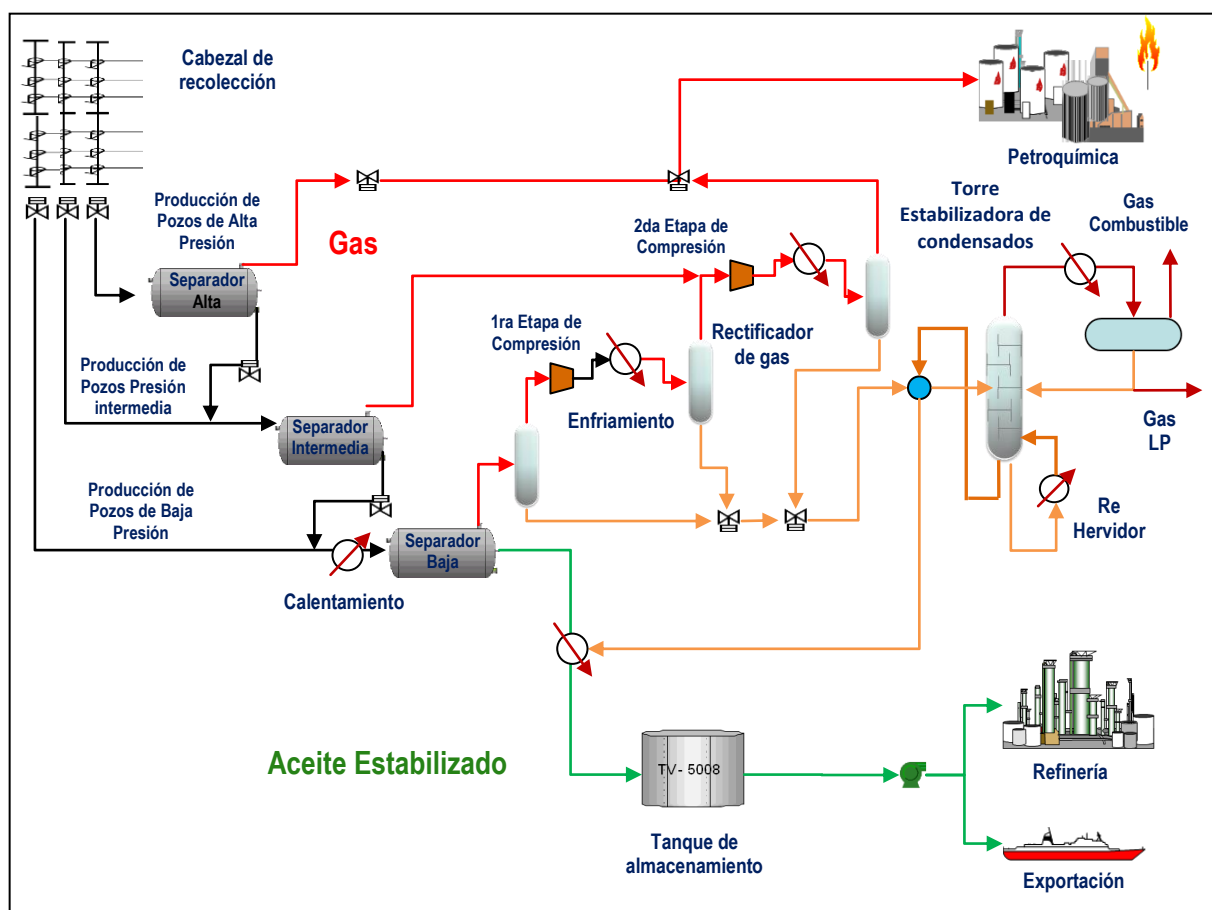 Cabezal de
recolección
Petroquímica
Producción de
Pozos de Alta
Presión
Gas
2da Etapa de
Compresión
Torre
Estabilizadora de
condensados
Gas
Combustible
Separador
Alta
1ra Etapa de
Compresión
Rectificador
de gas
Producción de
Pozos Presión
intermedia
Enfriamiento
Separador
Intermedia
Gas
LP
Producción de
Pozos de Baja
Presión
Re
Hervidor
Separador
Baja
Calentamiento
Aceite Estabilizado
TV- 5008
Refinería
Tanque de
almacenamiento
Exportación